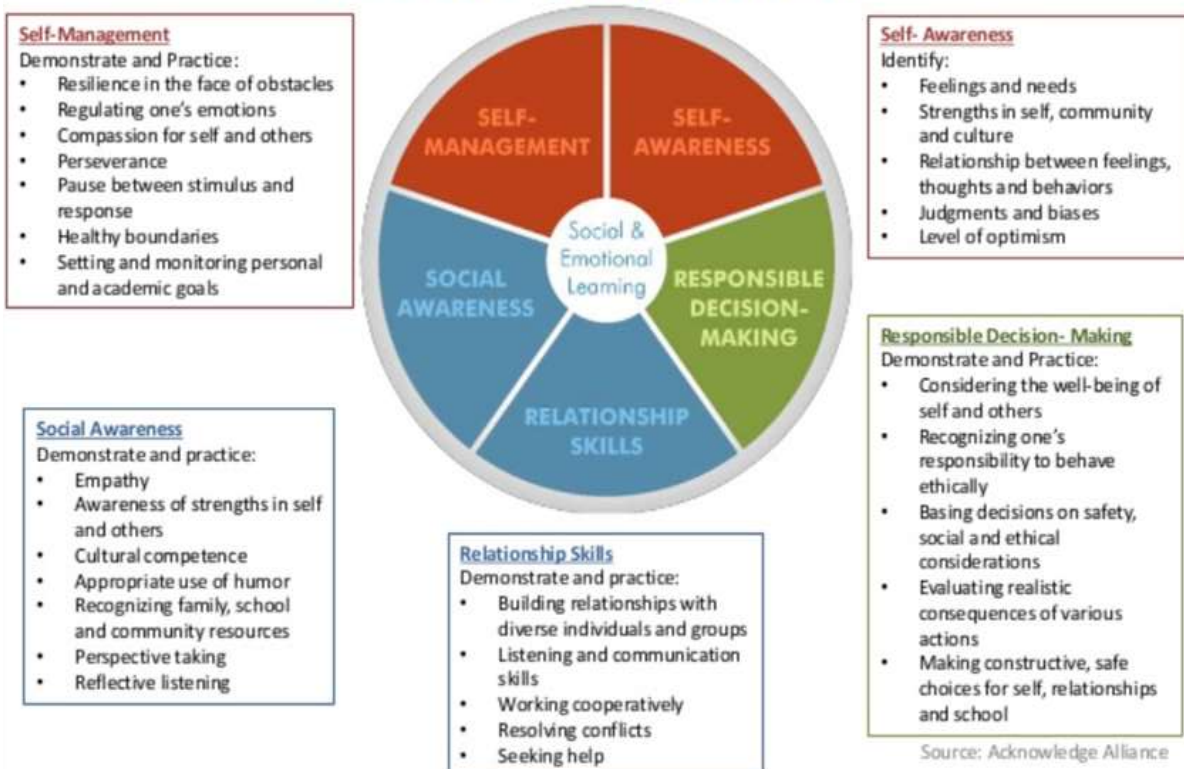 Self-Management
Demonstrate and Practice:
• Resilience in the face of obstacles
• Regulating one's emotions
• Compassion for self and others
• Perseverance
• Pause between stimulus and
response
• Healthy boundaries
• Setting and monitoring personal
and academic goals
SELF-
MANAGEMENT
SELF-
AWARENESS
Social &
Emotional
Learning
SOCIAL
AWARENESS
RESPONSIBLE
DECISION-
MAKING
RELATIONSHIP
SKILLS
Self- Awareness
Identify:
• Feelings and needs
• Strengths in self, community
and culture
• Relationship between feelings,
thoughts and behaviors
• Judgments and biases
• Level of optimism
Social Awareness
Demonstrate and practice:
• Empathy
• Awareness of strengths in self
and others
• Cultural competence
• Appropriate use of humor
• Recognizing family, school
and community resources
• Perspective taking
• Reflective listening
Relationship Skills
Demonstrate and practice:
• Building relationships with
diverse individuals and groups
• Listening and communication
skills
• Working cooperatively
• Resolving conflicts
• Seeking help
Responsible Decision- Making
Demonstrate and Practice:
• Considering the well-being of
self and others
• Recognizing one's
responsibility to behave
ethically
• Basing decisions on safety,
social and ethical
considerations
• Evaluating realistic
consequences of various
actions
• Making constructive, safe
choices for self, relationships
and school
Source: Acknowledge Alliance